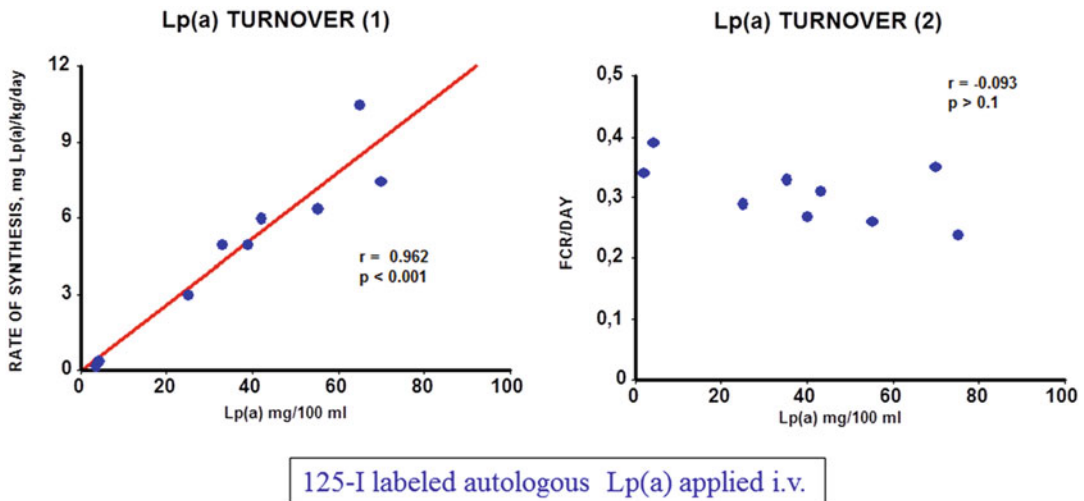 Lp(a) TURNOVER (1)
RATE OF SYNTHESIS, mg Lp(a)/kg/day
12
9
6
3
0
r = 0.962
p < 0.001
20
40
60
80
100
Lp(a) mg/100 ml
Lp(a) TURNOVER (2)
FCR/DAY
0,5
0,4
0,3
0,2
0,1
0
r = -0.093
p > 0.1
0
20
40
60
80
100
Lp(a) mg/100 ml
125-I labeled autologous Lp(a) applied i.v.